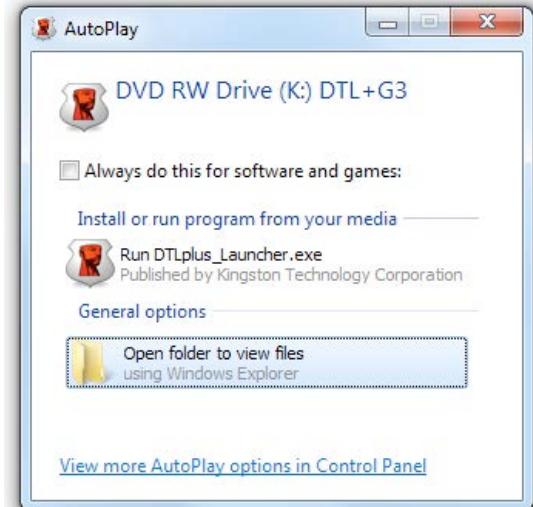 AutoPlay
DVD RW Drive (K:) DTL+G3
Always do this for software and games:
Install or run program from your media
Run DTLplus_Launcher.exe
Published by Kingston Technology Corporation
General options
Open folder to view files
using Windows Explorer
View more AutoPlay options in Control Panel